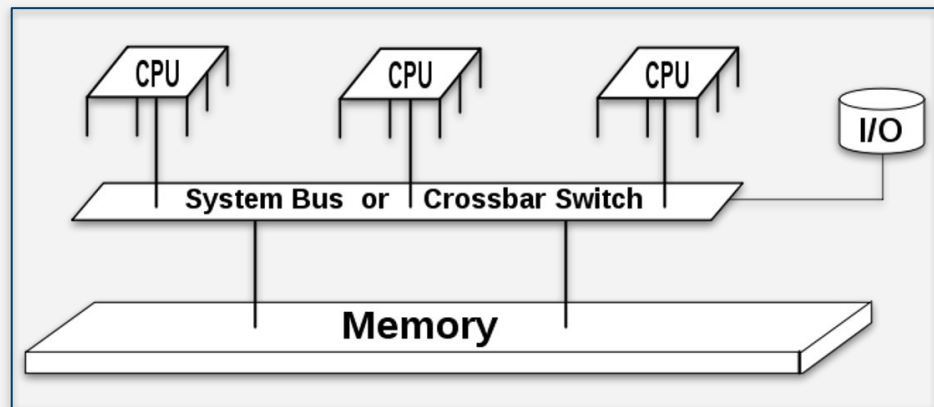 CPU
CPU
CPU
I/O
System Bus or Crossbar Switch
Memory